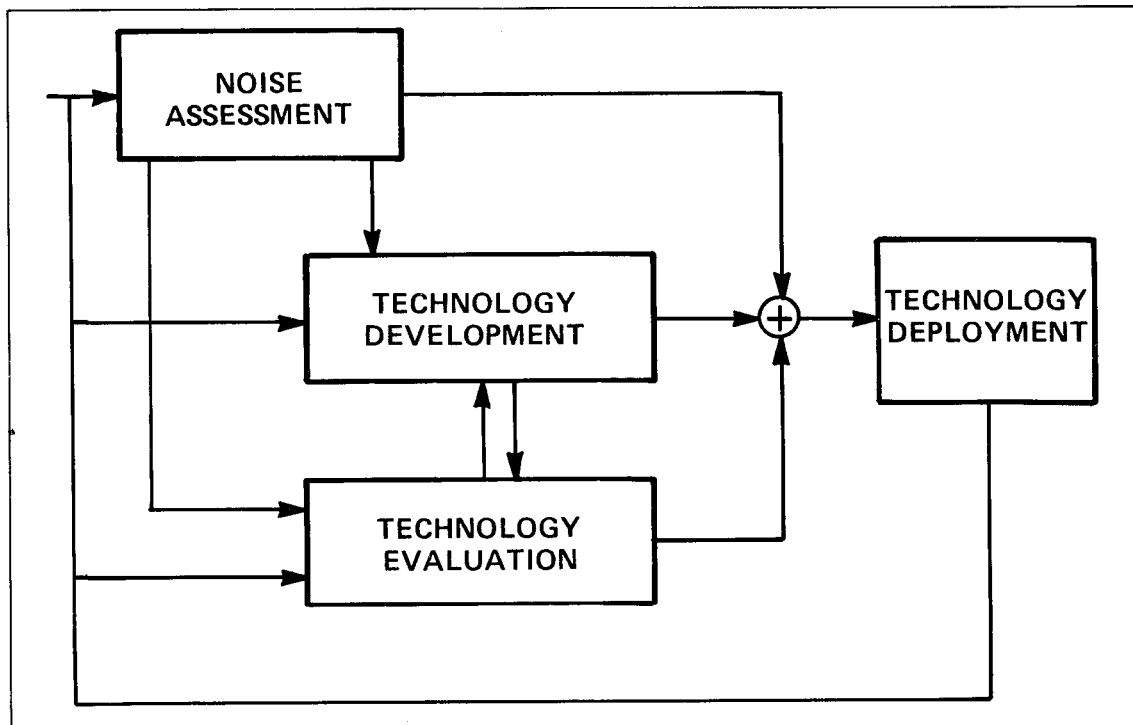 NOISE
ASSESSMENT
TECHNOLOGY
DEVELOPMENT
TECHNOLOGY
DEPLOYMENT
TECHNOLOGY
EVALUATION